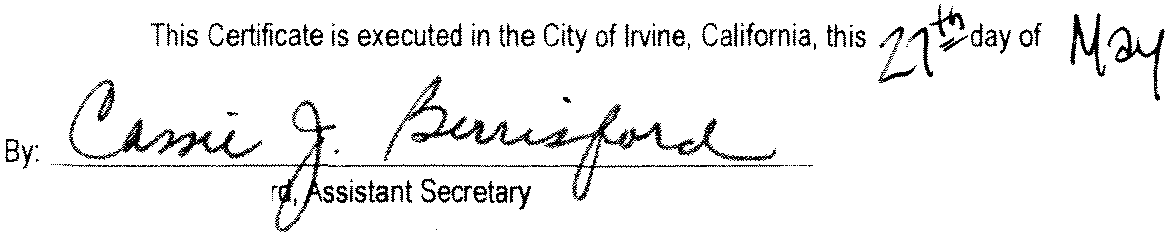 This Certificate is executed in the City of Irvine, California, this 27th day of May
By: Cassie J. Berrisford
rd, Assistant Secretary